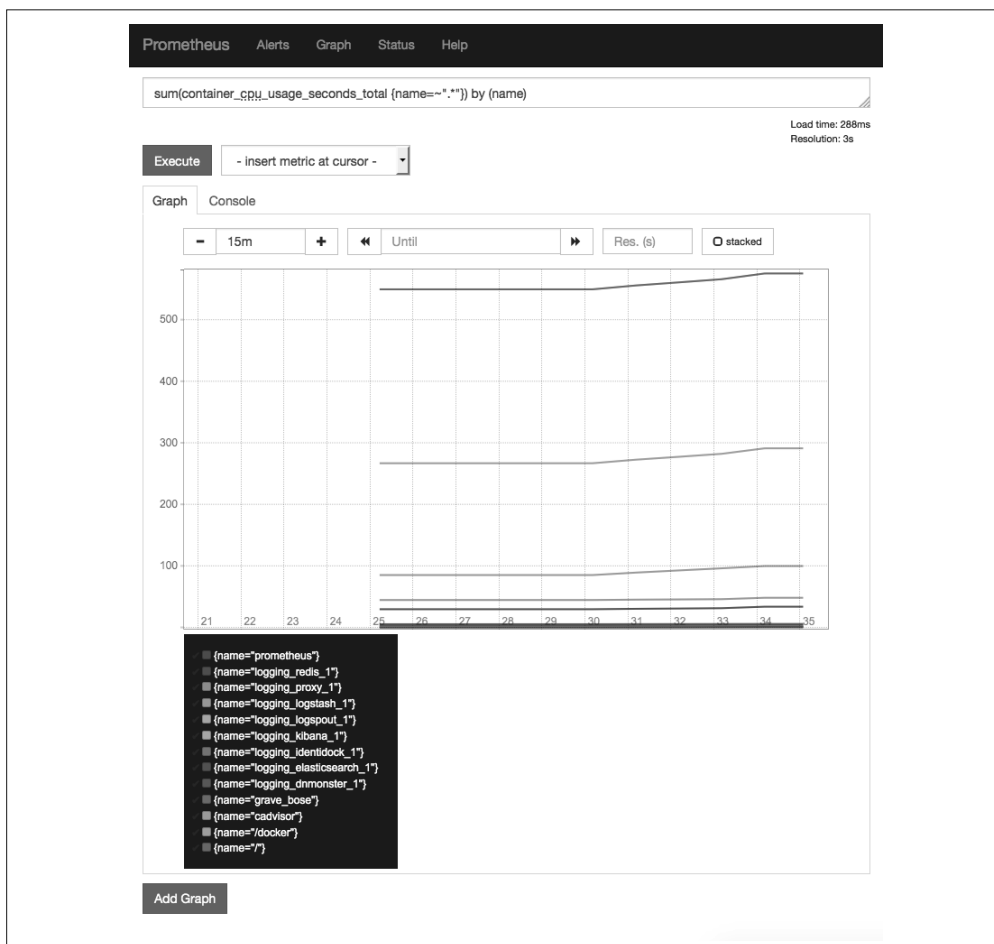 Prometheus Alerts Graph Status Help
sum(container_cpu_usage_seconds_total {name=~".*"}) by (name)
Load time: 288ms
Resolution: 3s
Execute - insert metric at cursor -
Graph Console
15m Until Res. (s) stacked
500
400
300
200
100
21 22 23 24 25 26 27 28 29 30 31 32 33 34 35
{name="prometheus"}
{name="logging_redis_1"}
{name="logging_proxy_1"}
{name="logging_logstash_1"}
{name="logging_logspout_1"}
{name="logging_kibana_1"}
{name="logging_identidock_1"}
{name="logging_elasticsearch_1"}
{name="logging_dnmonster_1"}
{name="grave_bose"}
{name="cadvisor"}
{name="/docker"}
{name="/"}
Add Graph